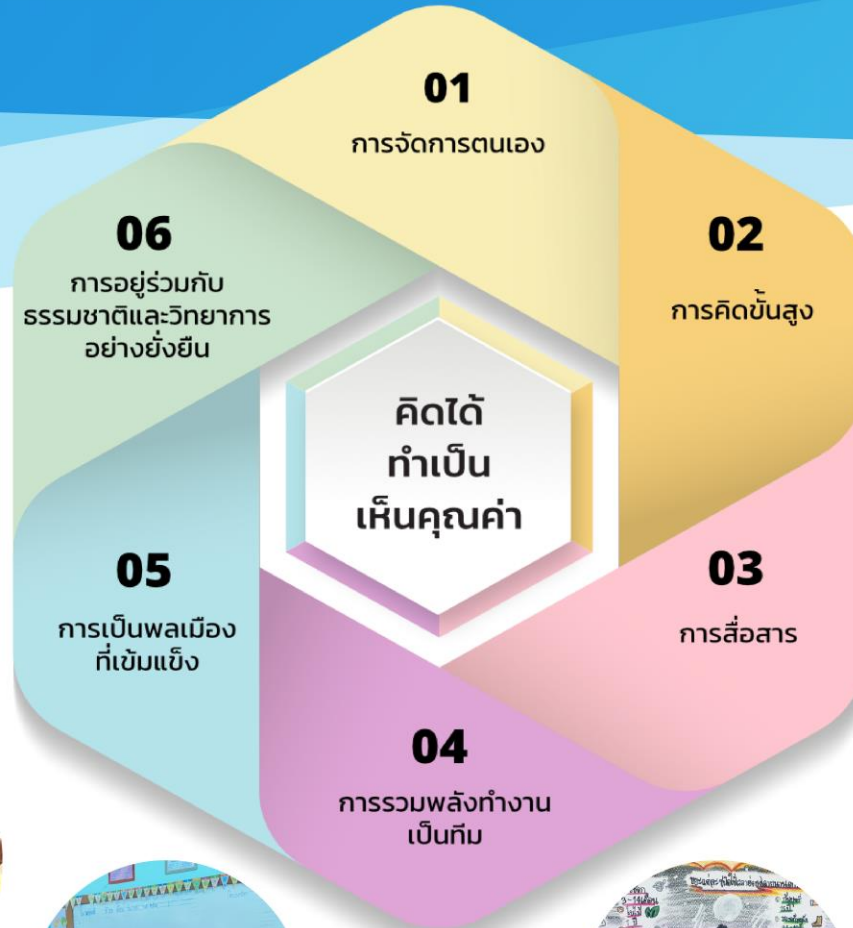 01
การจัดการตนเอง
02
การคิดขั้นสูง
03
การสื่อสาร
04
การรวมพลังทำงาน
เป็นทีม
05
การเป็นพลเมือง
ที่เข้มแข็ง
06
การอยู่ร่วมกับ
ธรรมชาติและวิทยาการ
อย่างยั่งยืน
คิดได้
ทำเป็น
เห็นคุณค่า